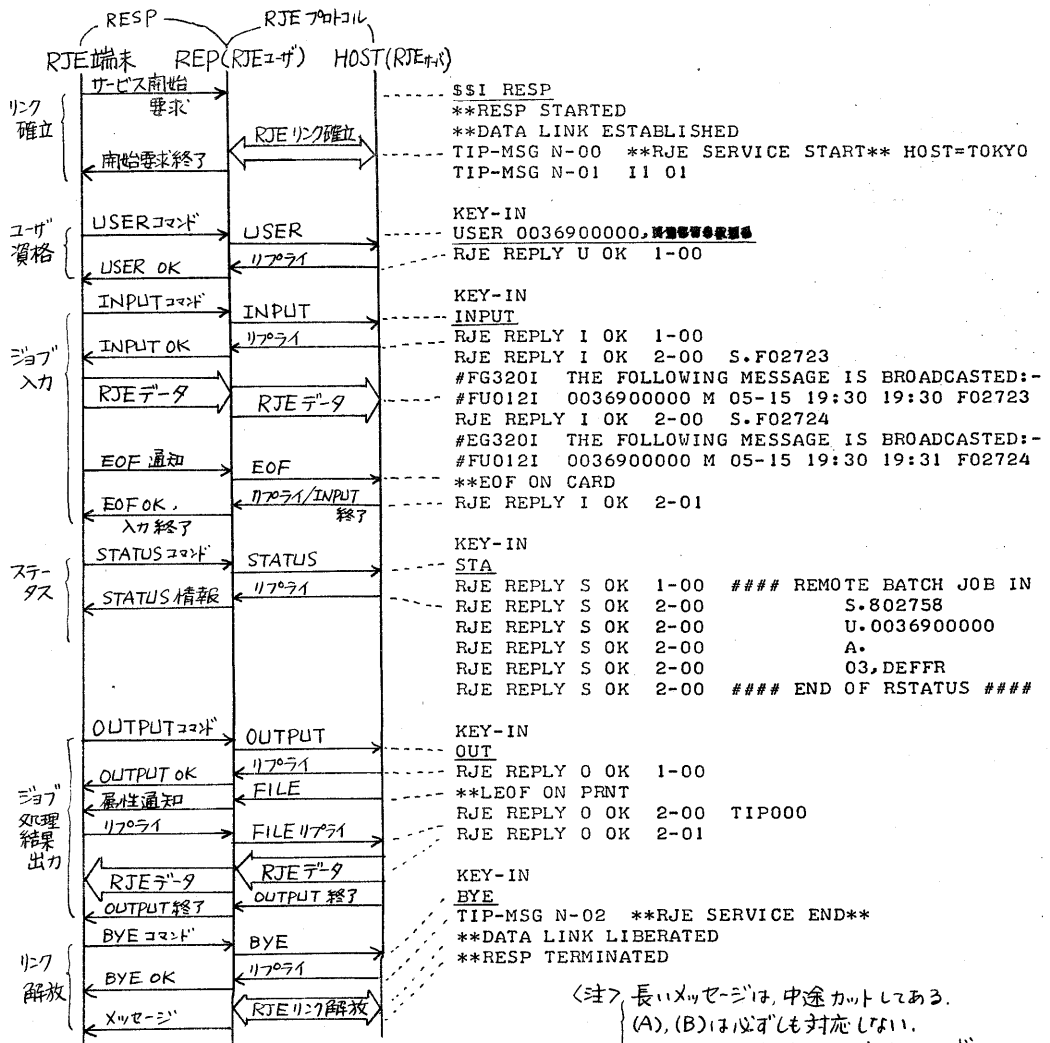 RESP RJEプロトコル
RJE端末 REP(RJEユーザ) HOST(RJEサーバ)
リンク確立
サービス開始要求
RJEリンク確立
開始要求終了
$$I RESP
**RESP STARTED
**DATA LINK ESTABLISHED
TIP-MSG N-00 **RJE SERVICE START** HOST=TOKYO
TIP-MSG N-01 I1 01
ユーザ資格
USERコマンド
USER
リプライ
USER OK
KEY-IN
USER 0036900000,
RJE REPLY U OK 1-00
ジョブ入力
INPUTコマンド
INPUT
リプライ
INPUT OK
RJEデータ
RJEデータ
EOF 通知
EOF
リプライ/INPUT終了
EOF OK,
入力終了
KEY-IN
INPUT
RJE REPLY I OK 1-00
RJE REPLY I OK 2-00 S.F02723
#FG320I THE FOLLOWING MESSAGE IS BROADCASTED:-
#FU012I 0036900000 M 05-15 19:30 19:30 F02723
RJE REPLY I OK 2-00 S.F02724
#EG320I THE FOLLOWING MESSAGE IS BROADCASTED:-
#FU012I 0036900000 M 05-15 19:30 19:31 F02724
**EOF ON CARD
RJE REPLY I OK 2-01
ステータス
STATUSコマンド
STATUS
リプライ
STATUS情報
KEY-IN
STA
RJE REPLY S OK 1-00 #### REMOTE BATCH JOB IN
RJE REPLY S OK 2-00 S.802758
RJE REPLY S OK 2-00 U.0036900000
RJE REPLY S OK 2-00 A.
RJE REPLY S OK 2-00 03,DEFFR
RJE REPLY S OK 2-00 #### END OF RSTATUS ####
ジョブ処理結果出力
OUTPUTコマンド
OUTPUT
リプライ
OUTPUT OK
FILE
属性通知
リプライ
FILEリプライ
RJEデータ
RJEデータ
OUTPUT終了
OUTPUT終了
KEY-IN
OUT
RJE REPLY O OK 1-00
**LEOF ON PRNT
RJE REPLY O OK 2-00 TIP000
RJE REPLY O OK 2-01
リンク解放
BYEコマンド
BYE
リプライ
BYE OK
RJEリンク解放
メッセージ
KEY-IN
BYE
TIP-MSG N-02 **RJE SERVICE END**
**DATA LINK LIBERATED
**RESP TERMINATED
<注> 長いメッセージは,中途カットしてある.
(A),(B)は必ずしも対応しない.